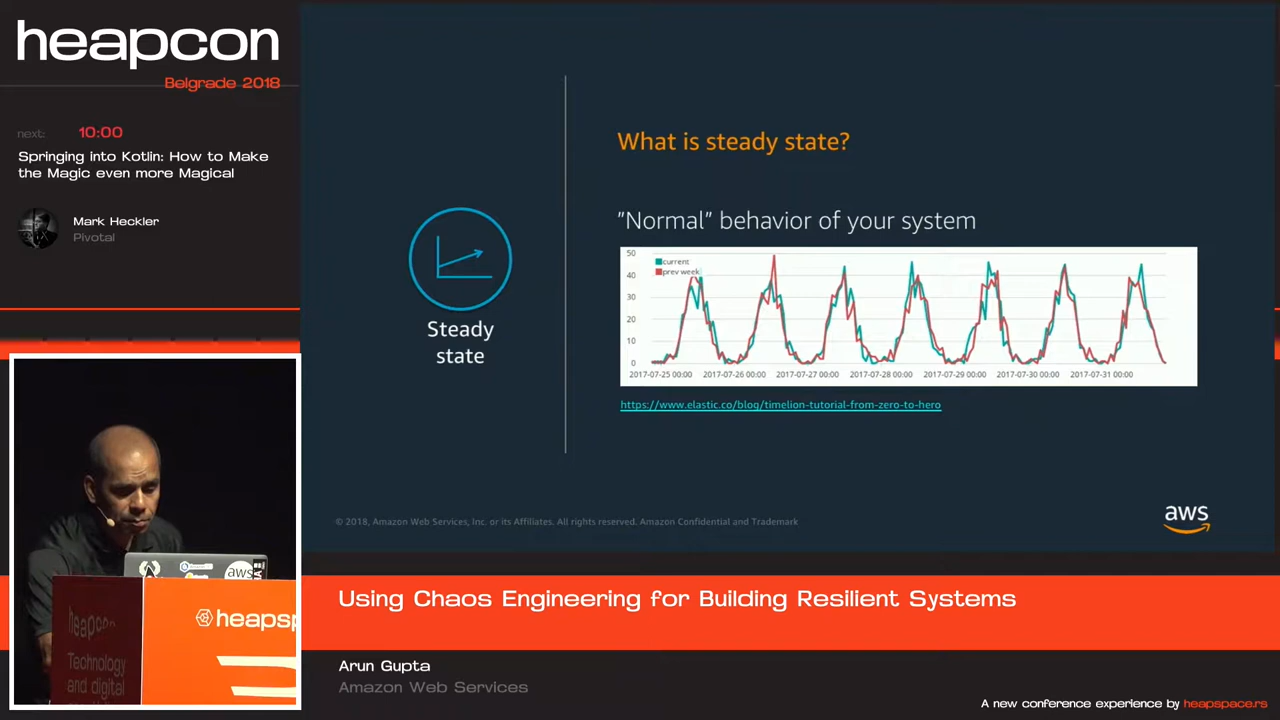 heapcon
Belgrade 2018
next: 10:00
Springing into Kotlin: How to Make
the Magic even more Magical
Mark Heckler
Pivotal
Steady
state
What is steady state?
"Normal" behavior of your system
current
prev week
50
40
30
20
10
0
2017-07-25 00:00 2017-07-26 00:00 2017-07-27 00:00 2017-07-28 00:00 2017-07-29 00:00 2017-07-30 00:00 2017-07-31 00:00
https://www.elastic.co/blog/timelion-tutorial-from-zero-to-hero
© 2018, Amazon Web Services, Inc. or its Affiliates. All rights reserved. Amazon Confidential and Trademark
aws
aws
heapcon
Technology
and digital
heapsp
Using Chaos Engineering for Building Resilient Systems
Arun Gupta
Amazon Web Services
A new conference experience by heapspace.rs